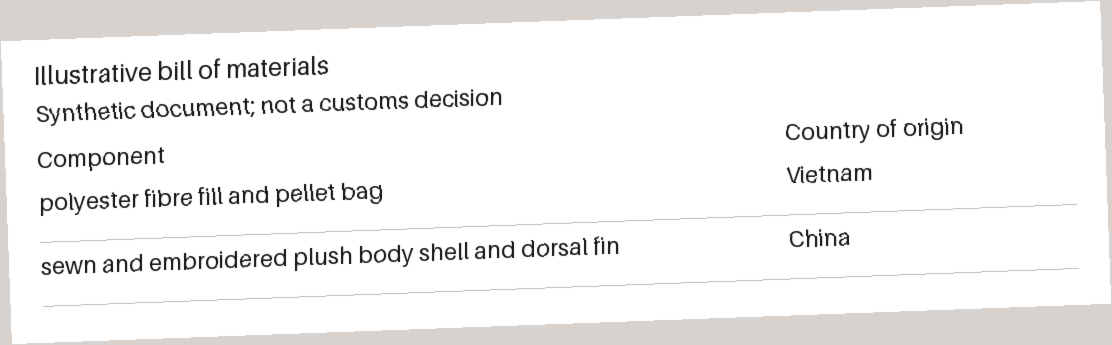 Illustrative bill of materials
Synthetic document; not a customs decision
Component Country of origin
polyester fibre fill and pellet bag Vietnam
sewn and embroidered plush body shell and dorsal fin China